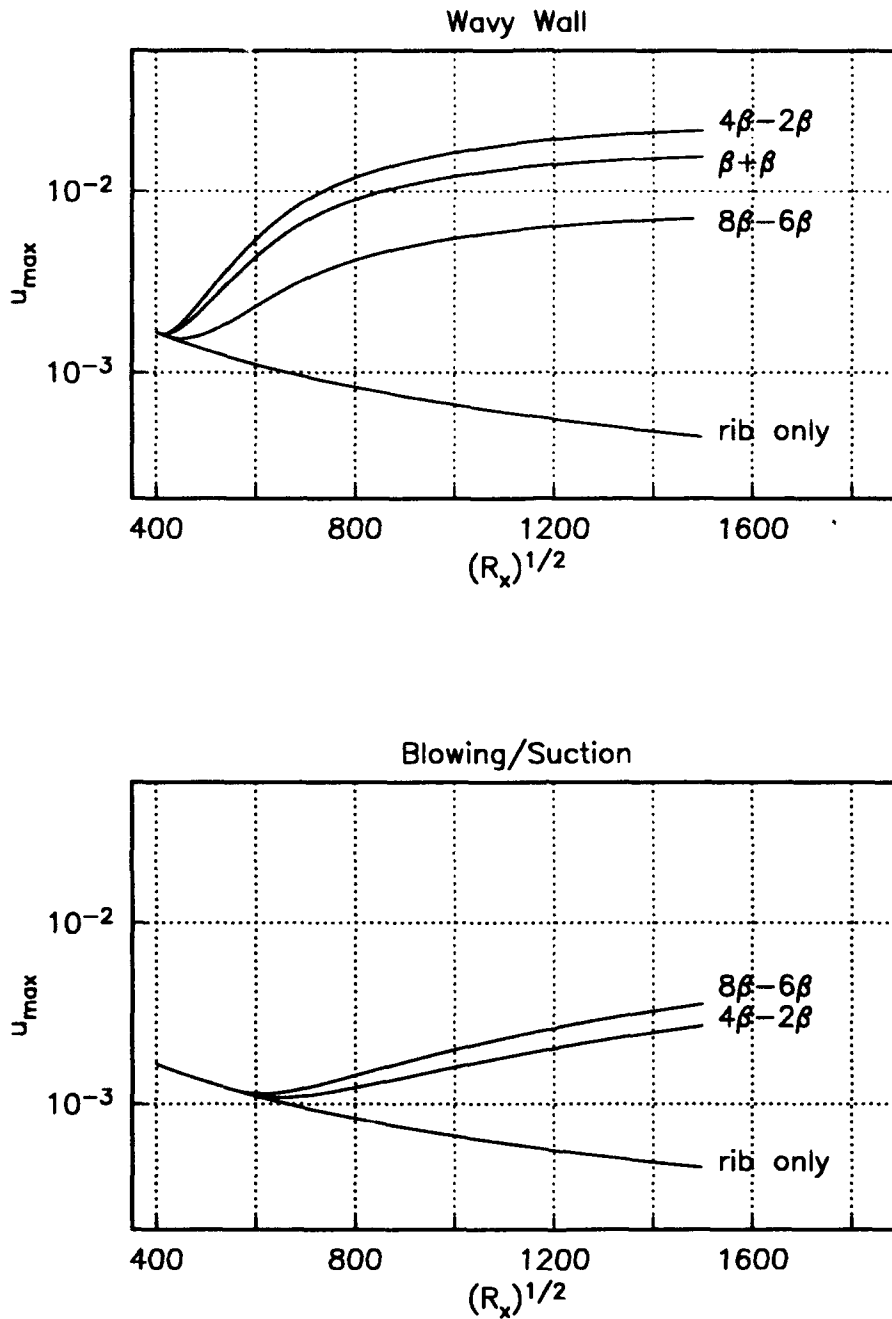 Wavy Wall
u_max
10^-2
10^-3
4β-2β
β+β
8β-6β
rib only
400 800 1200 1600
(R_x)^1/2
Blowing/Suction
u_max
10^-2
10^-3
8β-6β
4β-2β
rib only
400 800 1200 1600
(R_x)^1/2